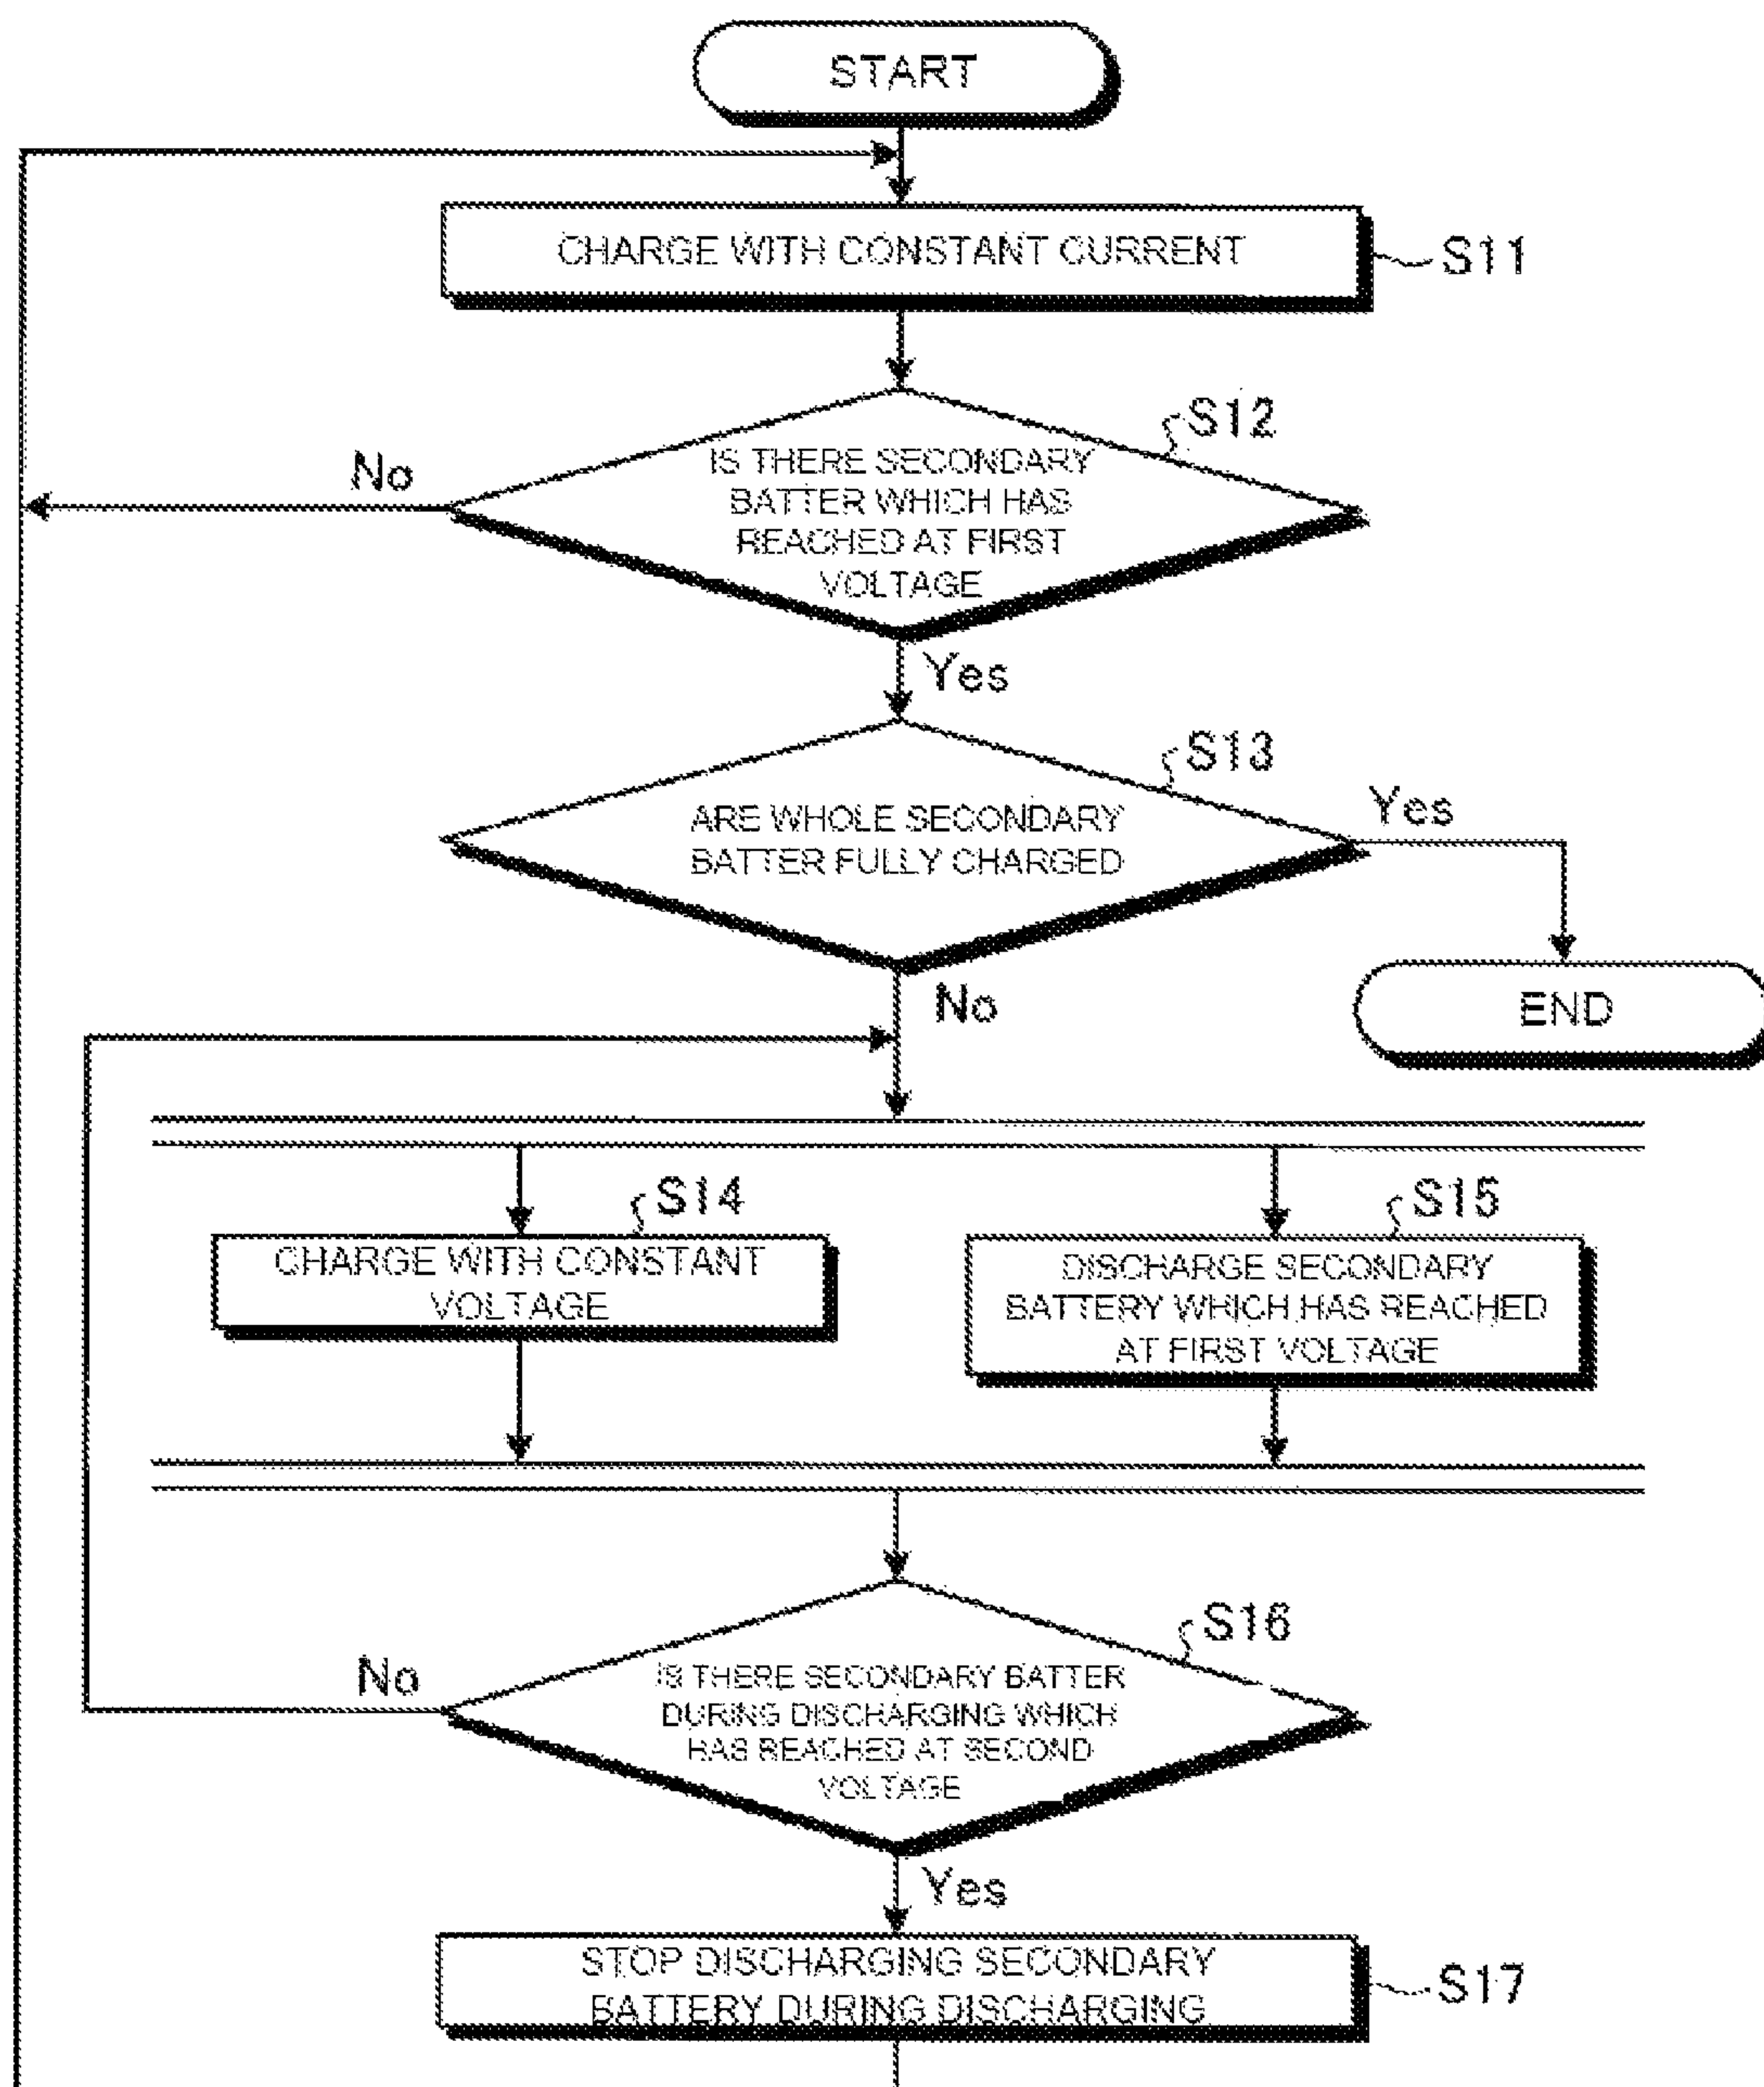 START
CHARGE WITH CONSTANT CURRENT
S11
S12
IS THERE SECONDARY
BATTER WHICH HAS
REACHED AT FIRST
VOLTAGE
No
Yes
S13
ARE WHOLE SECONDARY
BATTER FULLY CHARGED
Yes
No
END
S14
CHARGE WITH CONSTANT
VOLTAGE
S15
DISCHARGE SECONDARY
BATTERY WHICH HAS REACHED
AT FIRST VOLTAGE
S16
IS THERE SECONDARY BATTER
DURING DISCHARGING WHICH
HAS REACHED AT SECOND
VOLTAGE
No
Yes
STOP DISCHARGING SECONDARY
BATTERY DURING DISCHARGING
S17